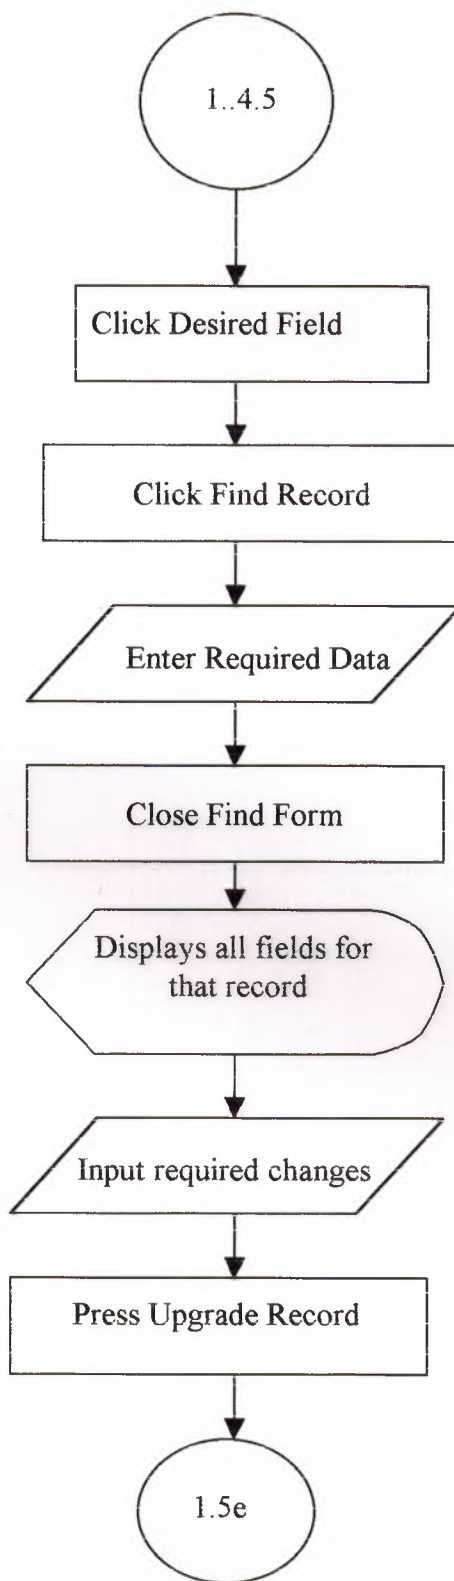 1..4.5
Click Desired Field
Click Find Record
Enter Required Data
Close Find Form
Displays all fields for
that record
Input required changes
Press Upgrade Record
1.5e